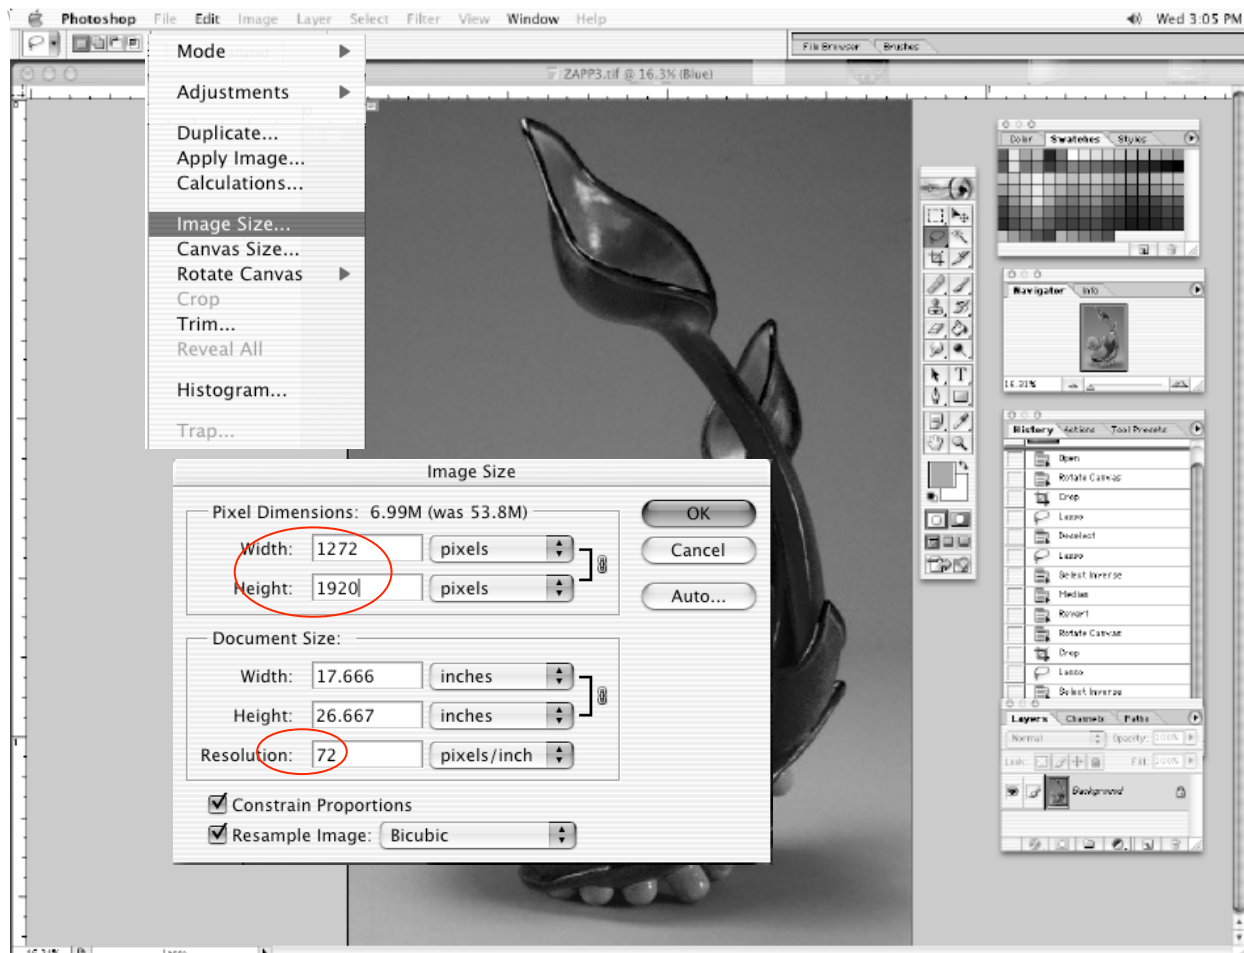 Photoshop File Edit Image Layer Select Filter View Window Help Wed 3:05 PM
File Browser Brushes
ZAPP3.tif @ 16.3% (Blue)
Mode
Adjustments
Duplicate...
Apply Image...
Calculations...
Image Size...
Canvas Size...
Rotate Canvas
Crop
Trim...
Reveal All
Histogram...
Trap...
Image Size
Pixel Dimensions: 6.99M (was 53.8M)
Width: 1272 pixels
Height: 1920 pixels
OK
Cancel
Auto...
Document Size:
Width: 17.666 inches
Height: 26.667 inches
Resolution: 72 pixels/inch
Constrain Proportions
Resample Image: Bicubic
Color Swatches Styles
Navigator Info
16.31%
History Actions Tool Presets
Open
Rotate Canvas
Crop
Lasso
Deselect
Lasso
Select Inverse
Median
Revert
Rotate Canvas
Crop
Lasso
Select Inverse
Layers Channels Paths
Normal Opacity: 100%
Lock: Fill: 100%
Background